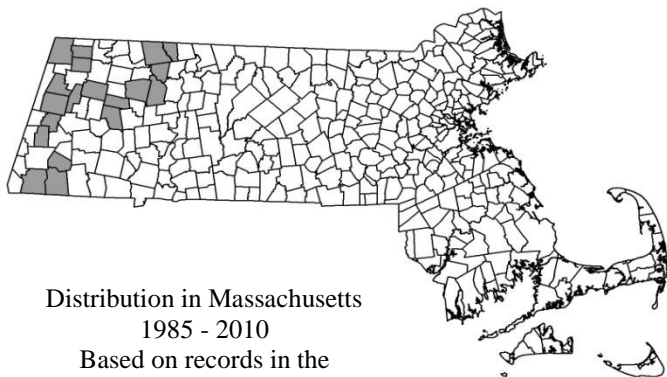 Distribution in Massachusetts
1985 - 2010
Based on records in the